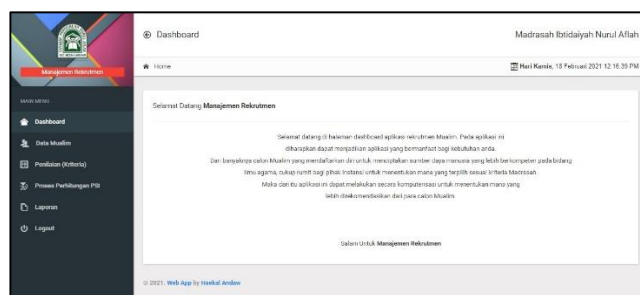 Dashboard
Madrasah Ibtidaiyah Nurul Aflah
Manajemen Rekrutmen
Home
Hari Kamis, 18 Februari 2021 12:16:39 PM
MAIN MENU
Dashboard
Data Mualim
Penilaian (Kriteria)
Proses Perhitungan PSI
Laporan
Logout
Selamat Datang Manajemen Rekrutmen
Selamat datang di halaman dashboard aplikasi rekrutmen Mualim. Pada aplikasi ini
diharapkan dapat menjadikan aplikasi yang bermanfaat bagi kebutuhan anda.
Dari banyaknya calon Mualim yang mendaftarkan diri untuk menciptakan sumber daya manusia yang lebih berkompeten pada bidang
ilmu agama, cukup rumit bagi pihak instansi untuk menentukan mana yang terpilih sesuai kriteria Madrasah.
Maka dari itu aplikasi ini dapat melakukan secara komputerisasi untuk menentukan mana yang
lebih direkomendasikan dari para calon Mualim.
Salam Untuk Manajemen Rekrutmen
© 2021. Web App by Haekal Andaw